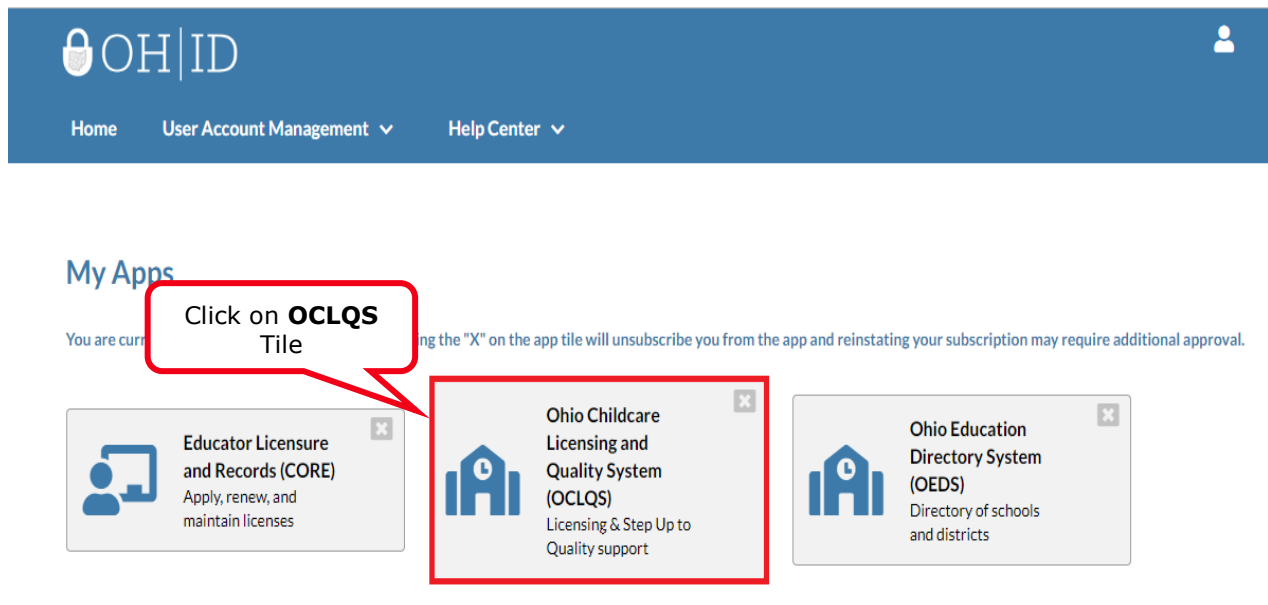 OH|ID
Home User Account Management Help Center
My Apps
Click on OCLQS
Tile
You are curr ing the "X" on the app tile will unsubscribe you from the app and reinstating your subscription may require additional approval.
Educator Licensure
and Records (CORE)
Apply, renew, and
maintain licenses
Ohio Childcare
Licensing and
Quality System
(OCLQS)
Licensing & Step Up to
Quality support
Ohio Education
Directory System
(OEDS)
Directory of schools
and districts